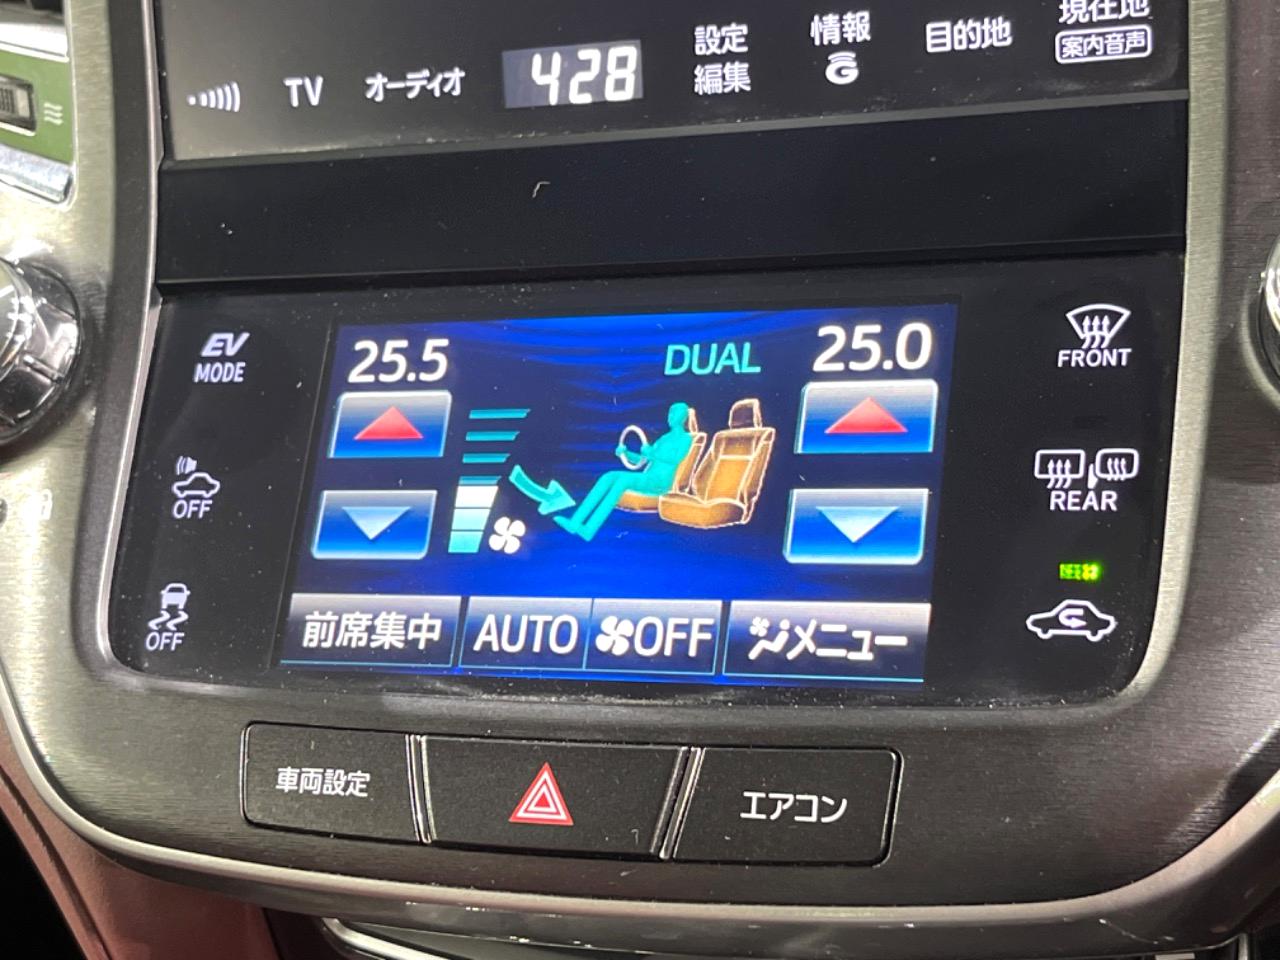 TV
オーディオ
428
設定
編集
情報
G
目的地
現在地
案内音声
EV
MODE
OFF
OFF
25.5
DUAL
25.0
前席集中
AUTO
OFF
メニュー
FRONT
REAR
車両設定
エアコン